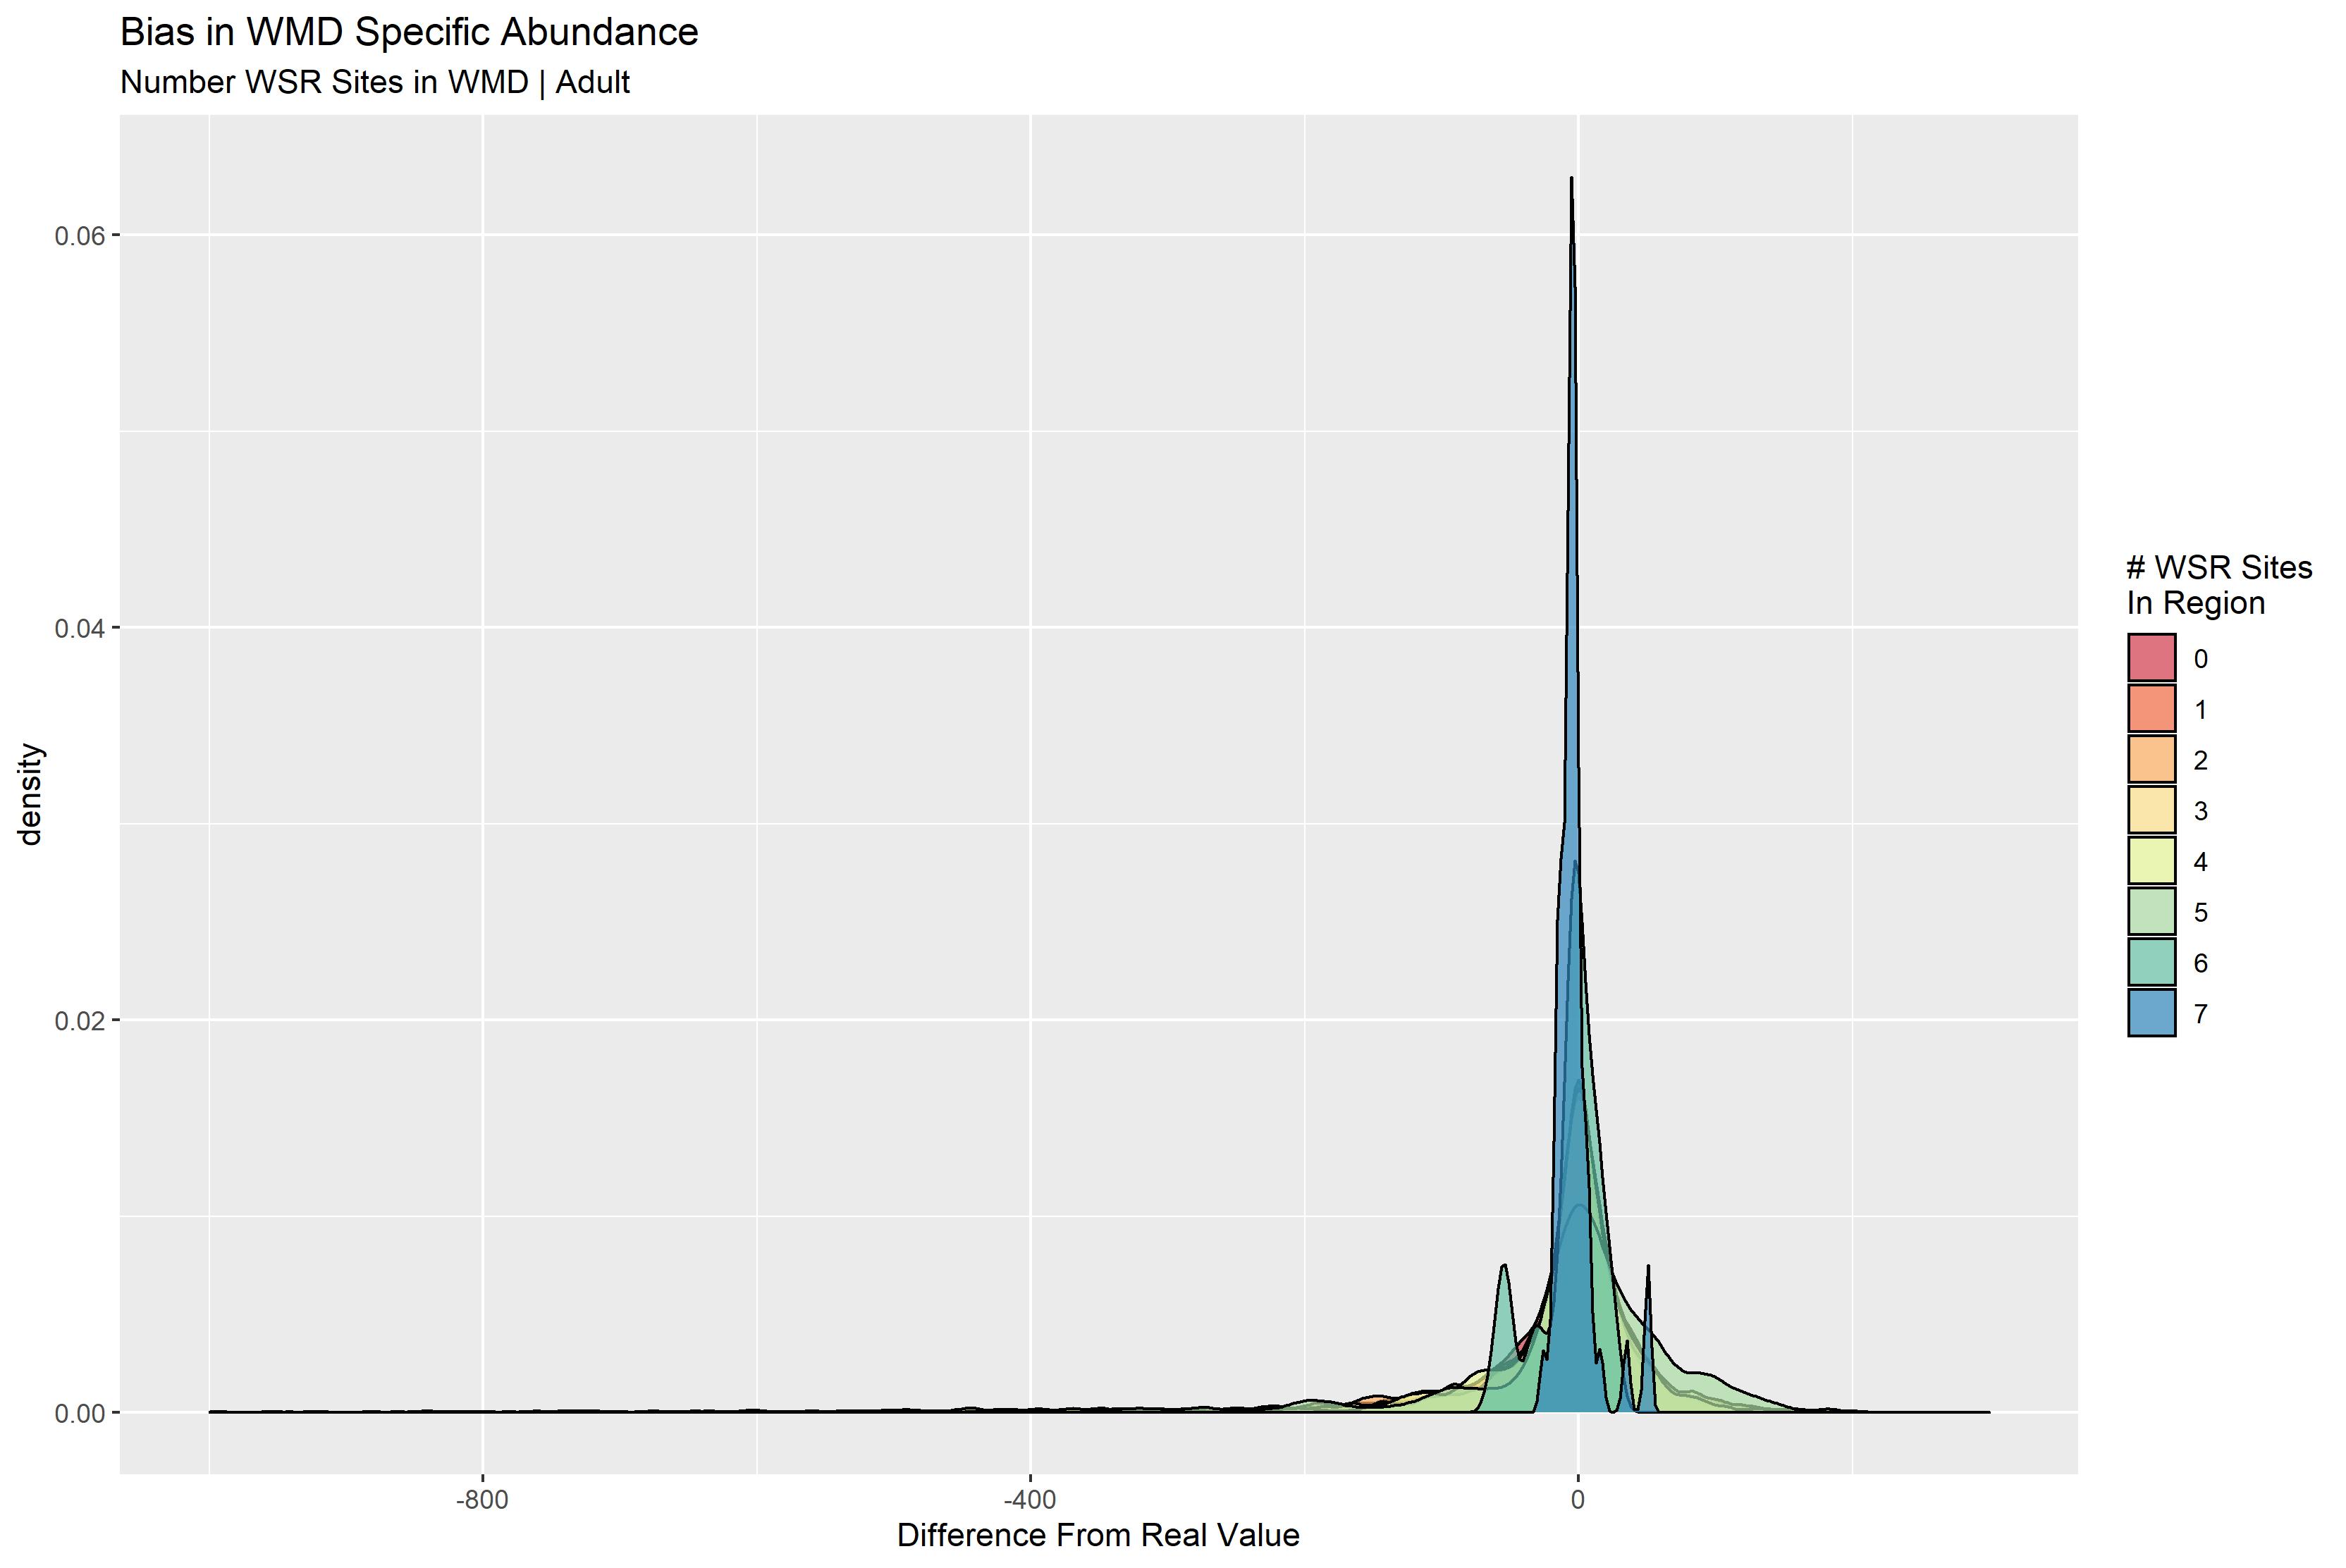 Bias in WMD Specific Abundance
Number WSR Sites in WMD | Adult
0.06
0.04
0.02
0.00
density
-800
-400
0
Difference From Real Value
# WSR Sites
In Region
0
1
2
3
4
5
6
7